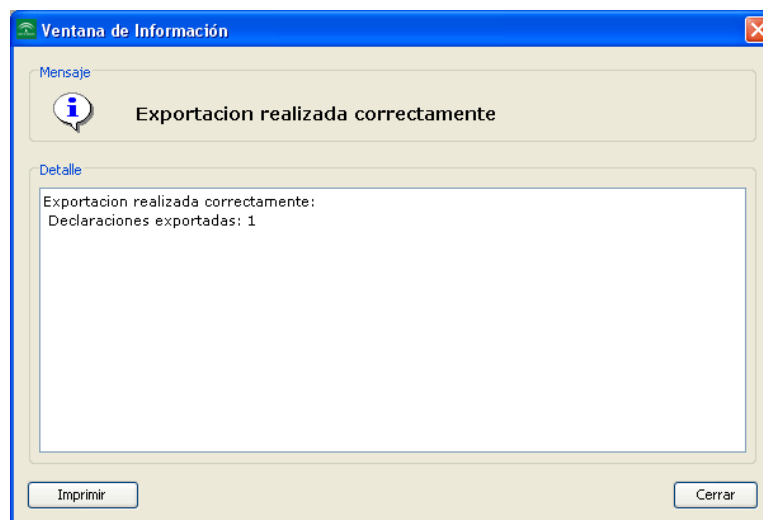 Ventana de Información
Mensaje
Exportacion realizada correctamente
Detalle
Exportacion realizada correctamente:
Declaraciones exportadas: 1
Imprimir
Cerrar